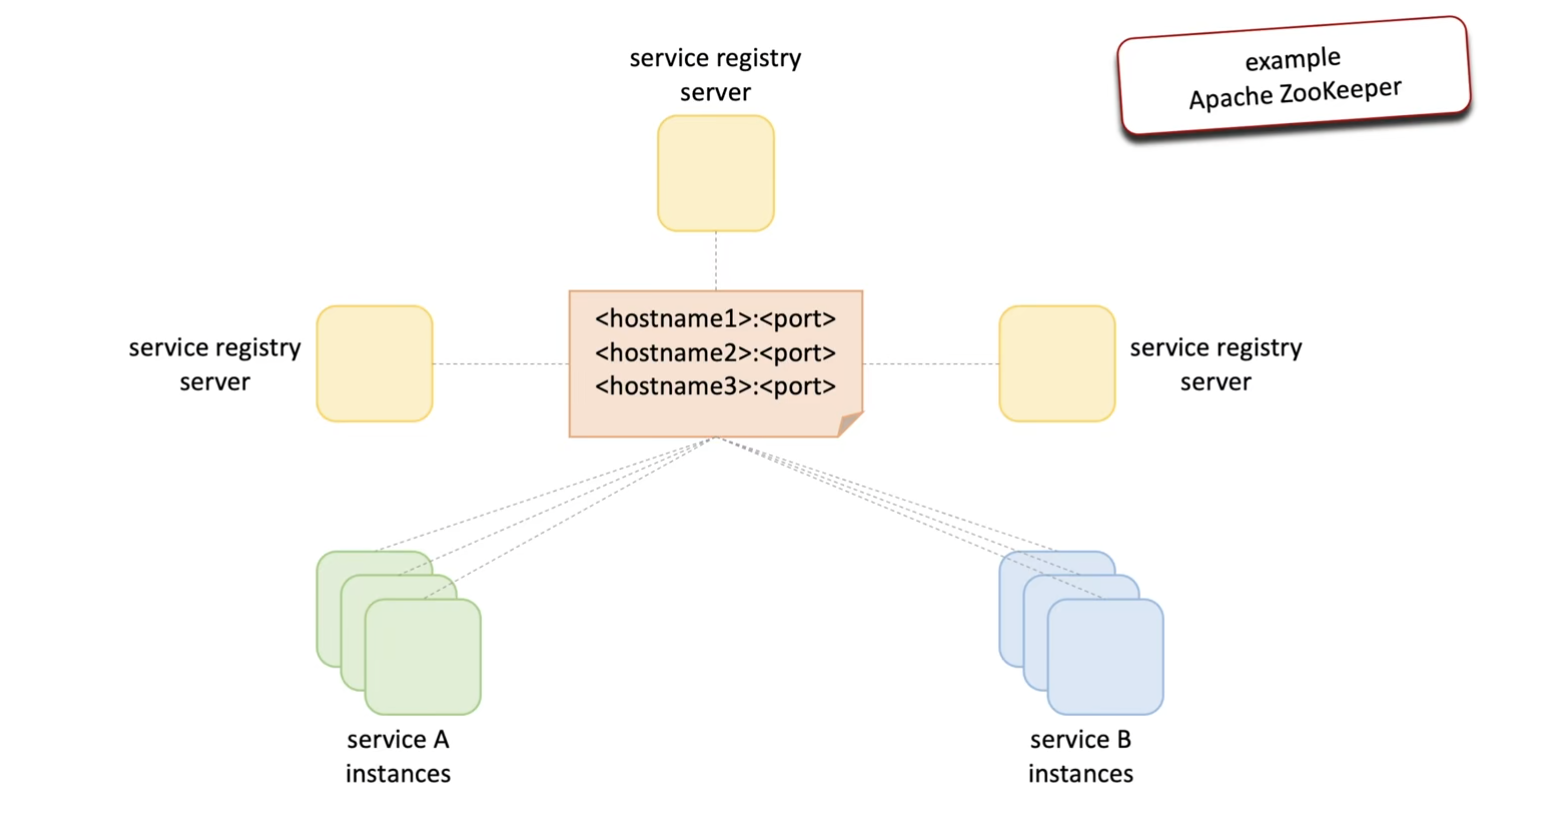 service registry
server
example
Apache ZooKeeper
<hostname1>:<port>
<hostname2>:<port>
<hostname3>:<port>
service registry
server
service registry
server
service A
instances
service B
instances